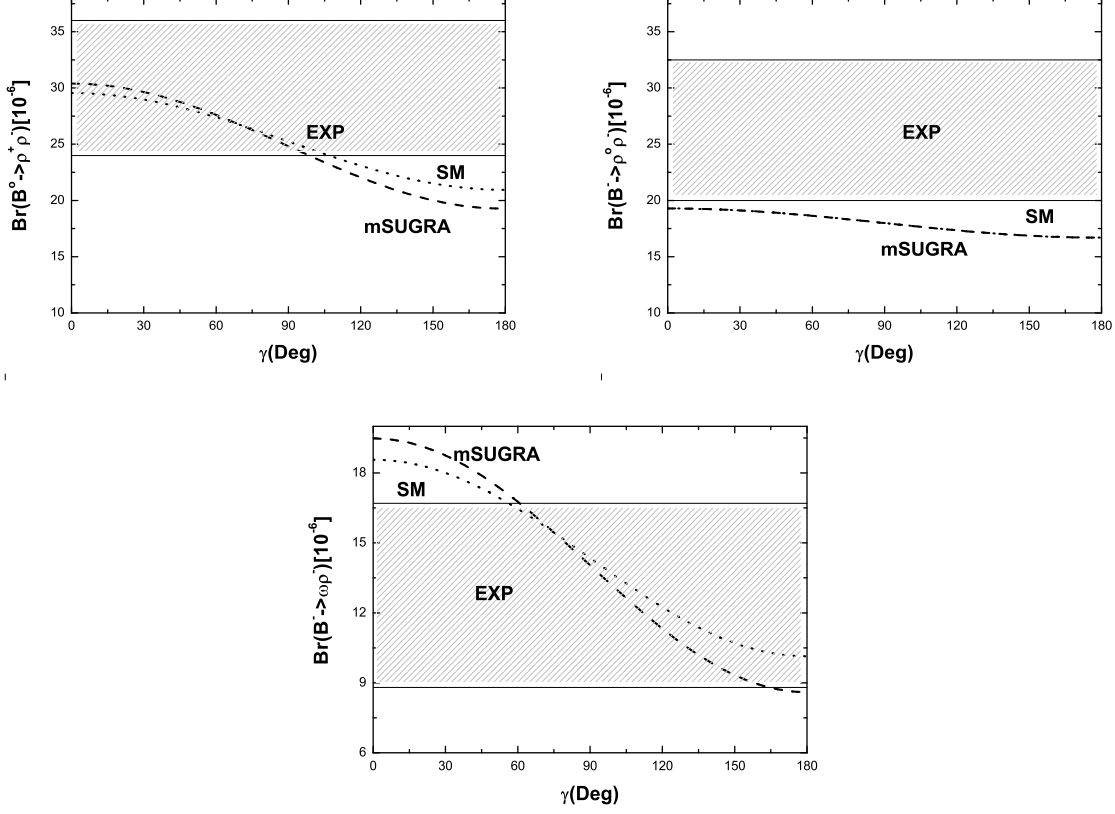 35
30
25
20
15
10
0 30 60 90 120 150 180
Br(B⁰->ρ⁺ρ⁻)[10⁻⁶]
γ(Deg)
EXP
SM
mSUGRA
35
30
25
20
15
10
0 30 60 90 120 150 180
Br(B⁻->ρ⁰ρ⁻)[10⁻⁶]
γ(Deg)
EXP
SM
mSUGRA
18
15
12
9
6
0 30 60 90 120 150 180
Br(B⁻->ωρ⁻)[10⁻⁶]
γ(Deg)
mSUGRA
SM
EXP